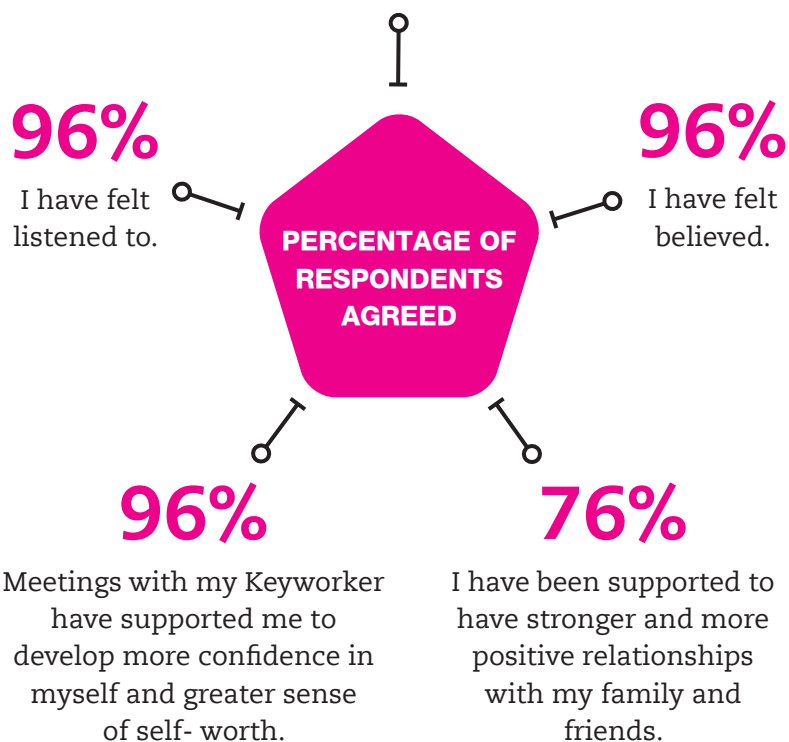 96%
I have felt
listened to.
96%
I have felt
believed.
PERCENTAGE OF
RESPONDENTS
AGREED
96%
Meetings with my Keyworker
have supported me to
develop more confidence in
myself and greater sense
of self- worth.
76%
I have been supported to
have stronger and more
positive relationships
with my family and
friends.